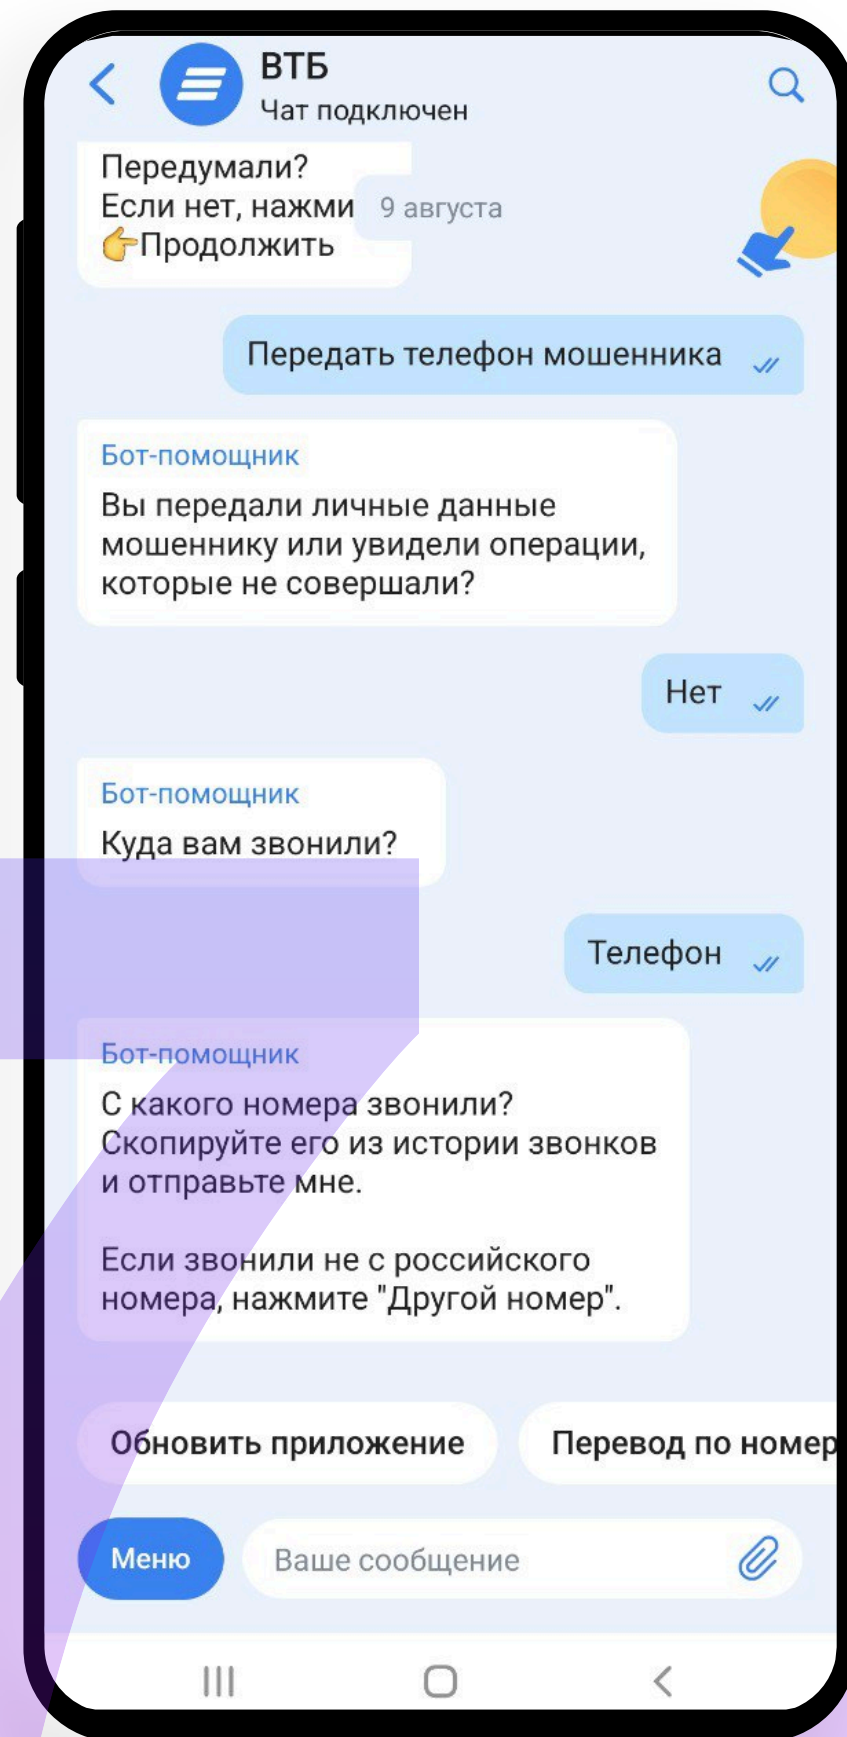 ВТБ
Чат подключен
Передумали?
Если нет, нажми
9 августа
👉Продолжить
Передать телефон мошенника
Бот-помощник
Вы передали личные данные
мошеннику или увидели операции,
которые не совершали?
Нет
Бот-помощник
Куда вам звонили?
Телефон
Бот-помощник
С какого номера звонили?
Скопируйте его из истории звонков
и отправьте мне.
Если звонили не с российского
номера, нажмите "Другой номер".
Обновить приложение
Перевод по номер
Меню
Ваше сообщение